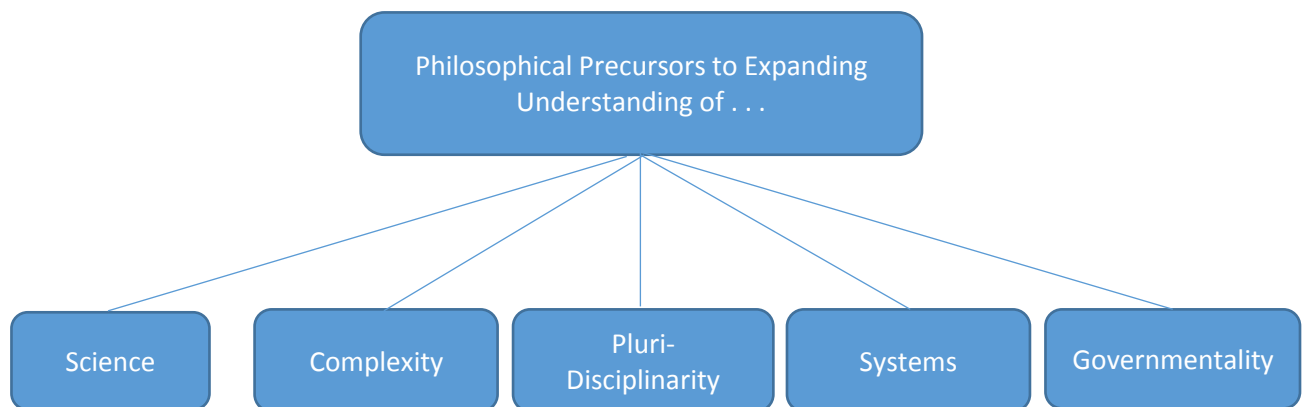 Philosophical Precursors to Expanding
Understanding of . . .
Science
Complexity
Pluri-
Disciplinarity
Systems
Governmentality